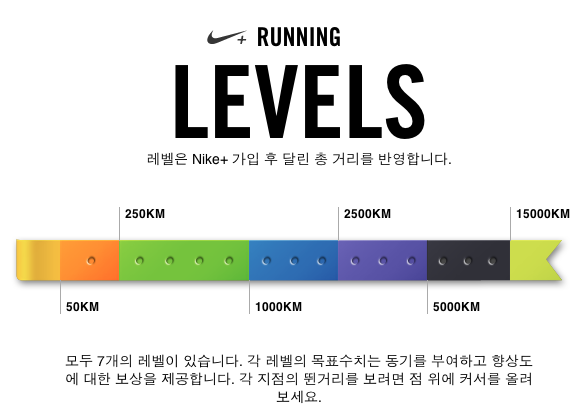 RUNNING
LEVELS
레벨은 Nike+ 가입 후 달린 총 거리를 반영합니다.
250KM
2500KM
15000KM
50KM
1000KM
5000KM
모두 7개의 레벨이 있습니다. 각 레벨의 목표수치는 동기를 부여하고 향상도
에 대한 보상을 제공합니다. 각 지점의 뛴거리를 보려면 점 위에 커서를 올려
보세요.